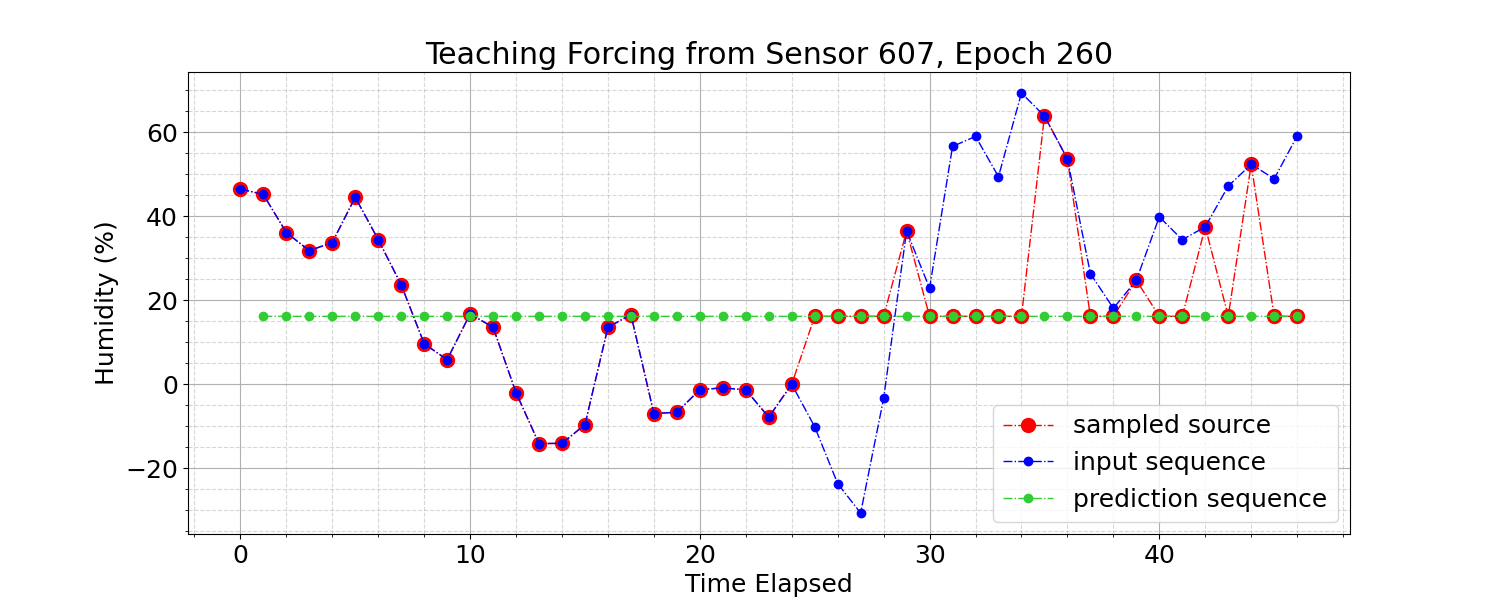 Teaching Forcing from Sensor 607, Epoch 260
Humidity (%)
60
40
20
0
−20
0 10 20 30 40
Time Elapsed
sampled source
input sequence
prediction sequence